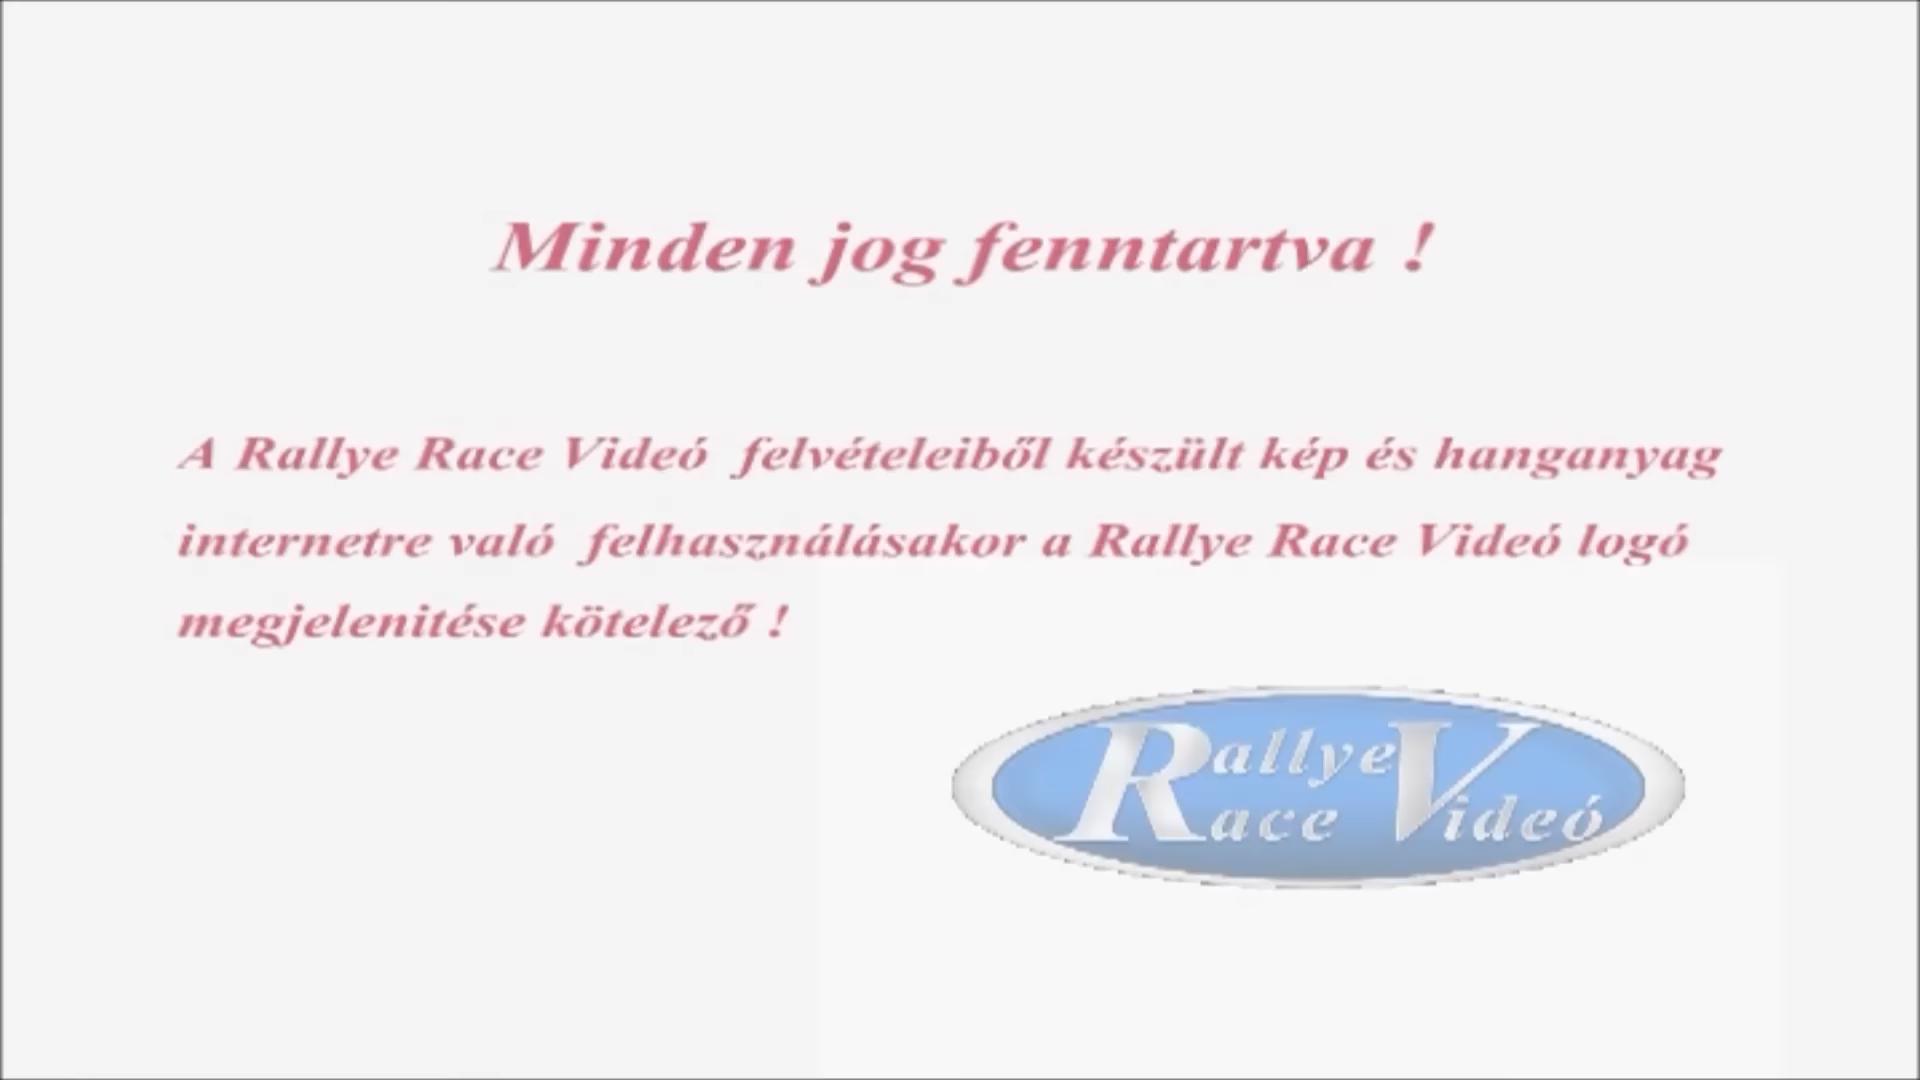 Minden jog fenntartva !
A Rallye Race Videó felvételeiből készült kép és hanganyag
internetre való felhasználásakor a Rallye Race Videó logó
megjelenitése kötelező !
Rallye
Race Videó